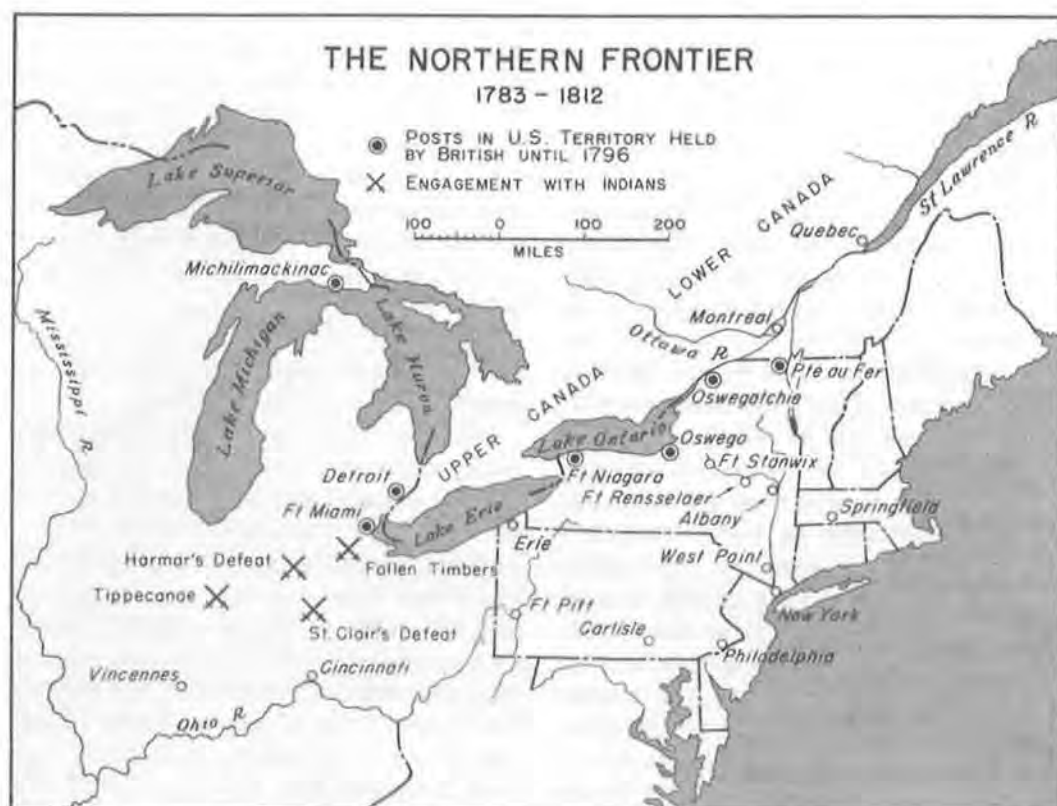 THE NORTHERN FRONTIER
1783 - 1812
POSTS IN U.S. TERRITORY HELD
BY BRITISH UNTIL 1796
ENGAGEMENT WITH INDIANS
100 0 100 200
MILES
Lake Superior
LOWER CANADA
St Lawrence R
Quebec
Michilimackinac
Mississippi R
Lake Michigan
Lake Huron
Montreal
Ottawa R
Pte au Fer
Oswegatchie
UPPER CANADA
Lake Ontario
Oswego
Ft Stanwix
Detroit
Ft Niagara
Ft Rensselaer
Albany
Springfield
Ft Miami
Lake Erie
Erie
West Point
Harmar's Defeat
Fallen Timbers
Tippecanoe
New York
Ft Pitt
St. Clair's Defeat
Carlisle
Philadelphia
Vincennes
Cincinnati
Ohio R